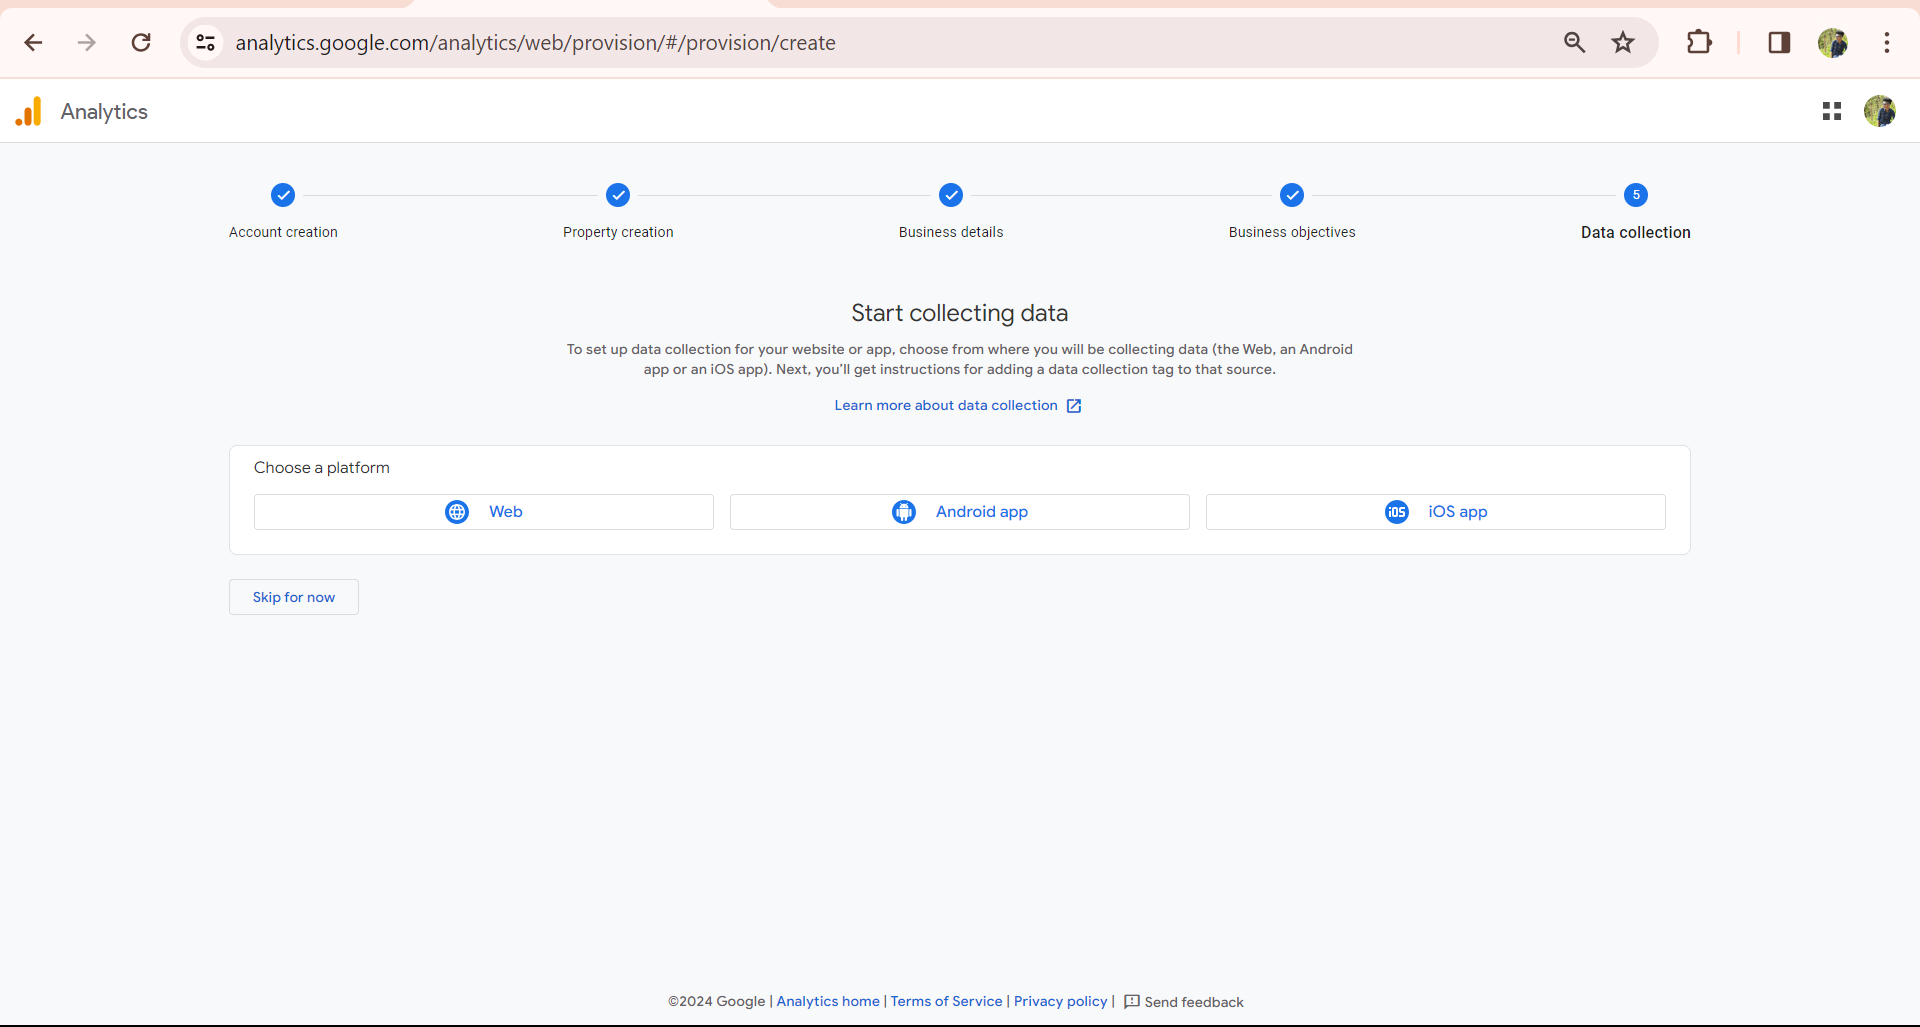 analytics.google.com/analytics/web/provision/#/provision/create
Analytics
5
Account creation
Property creation
Business details
Business objectives
Data collection
Start collecting data
To set up data collection for your website or app, choose from where you will be collecting data (the Web, an Android
app or an iOS app). Next, you'll get instructions for adding a data collection tag to that source.
Learn more about data collection
Choose a platform
Web
Android app
iOS iOS app
Skip for now
©2024 Google | Analytics home | Terms of Service | Privacy policy | Send feedback